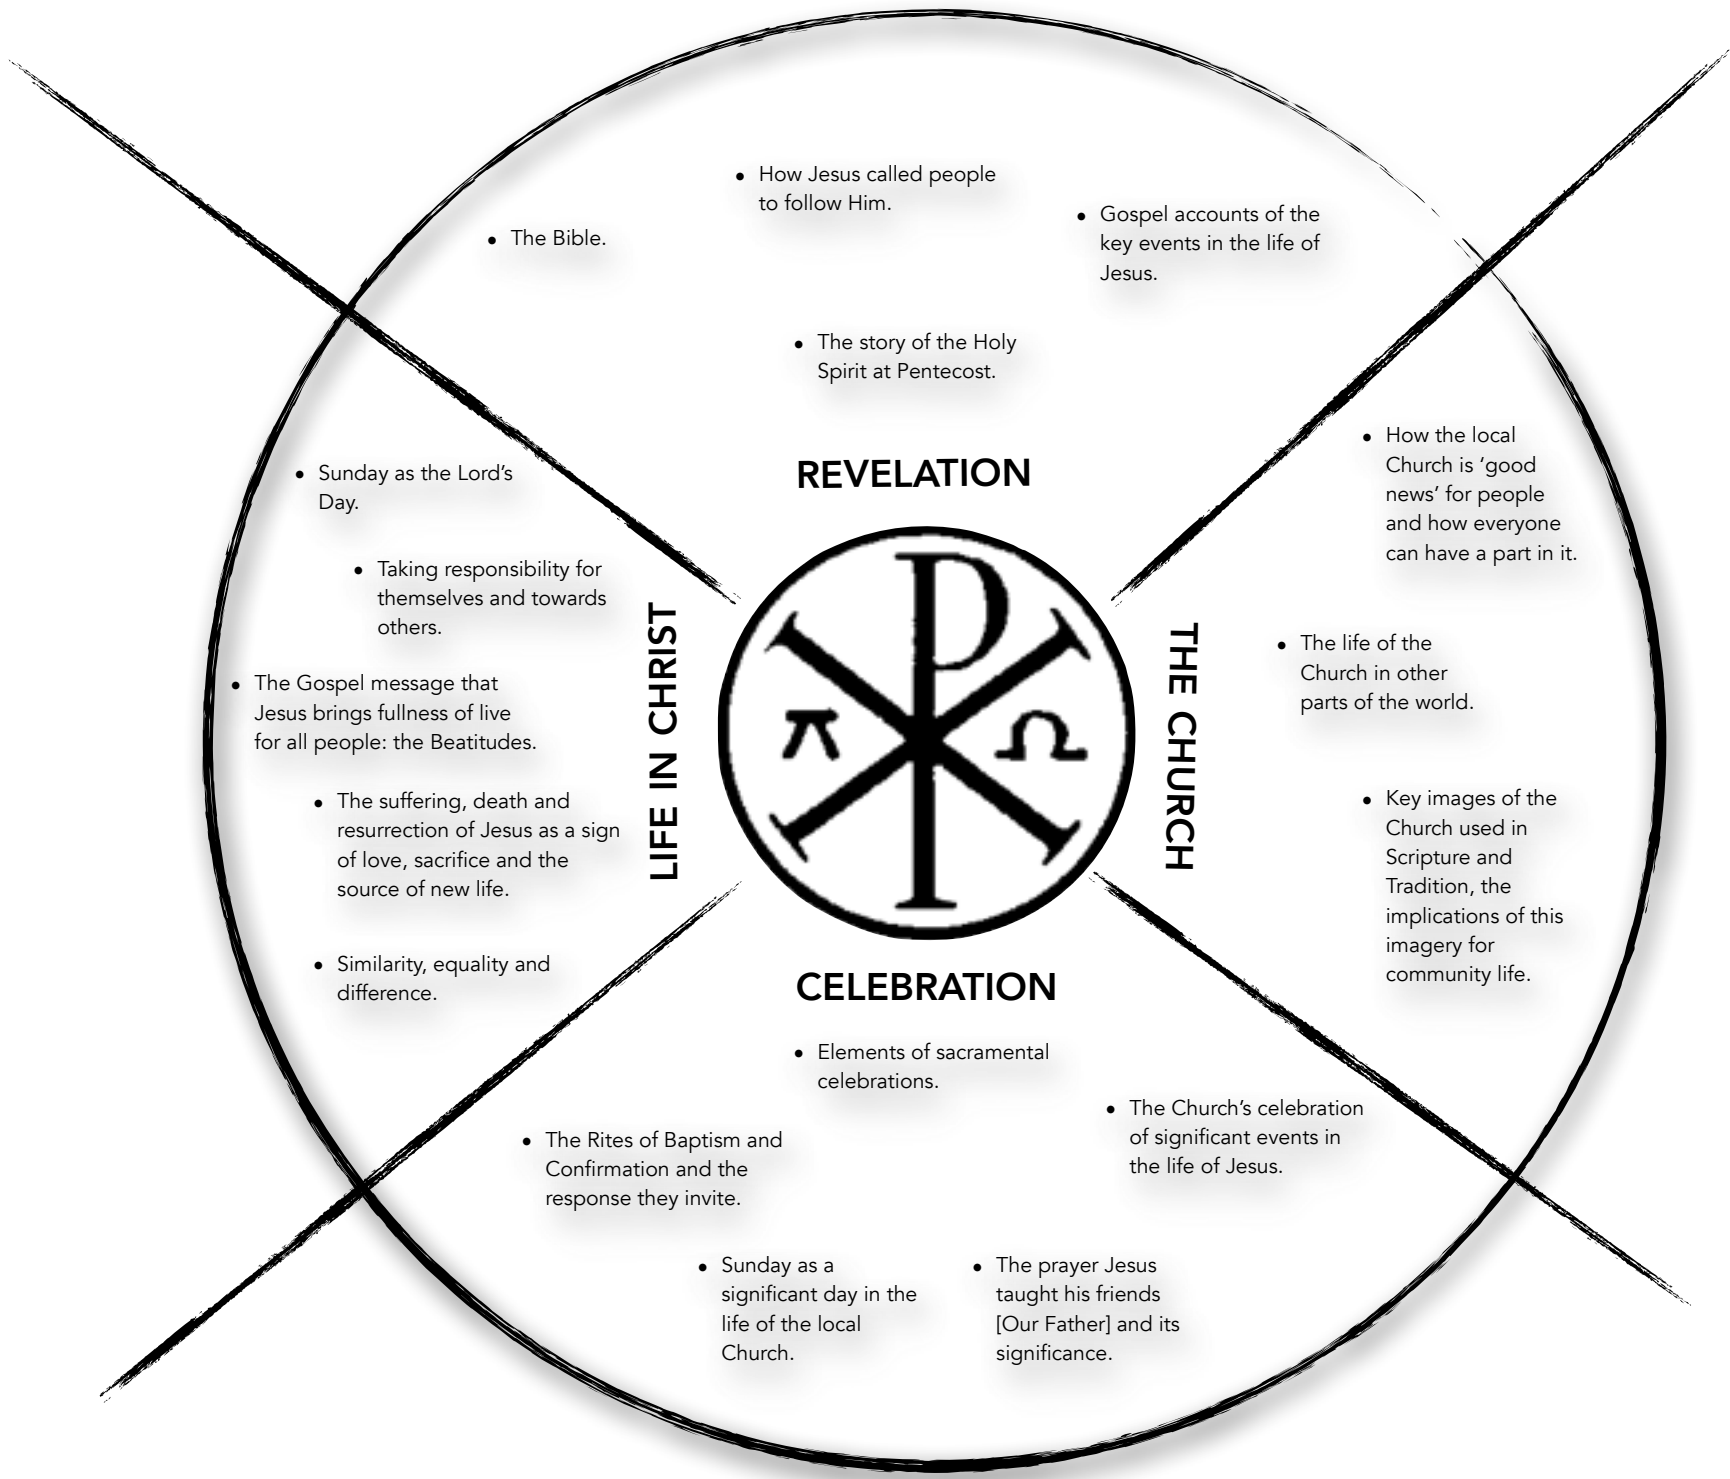 • How Jesus called people
to follow Him.
• The Bible.
• Gospel accounts of the
key events in the life of
Jesus.
• The story of the Holy
Spirit at Pentecost.
REVELATION
• Sunday as the Lord’s
Day.
• Taking responsibility for
themselves and towards
others.
• The Gospel message that
Jesus brings fullness of live
for all people: the Beatitudes.
• The suffering, death and
resurrection of Jesus as a sign
of love, sacrifice and the
source of new life.
• Similarity, equality and
difference.
LIFE IN CHRIST
Α
Ρ
Ω
THE CHURCH
• How the local
Church is ‘good
news’ for people
and how everyone
can have a part in it.
• The life of the
Church in other
parts of the world.
• Key images of the
Church used in
Scripture and
Tradition, the
implications of this
imagery for
community life.
CELEBRATION
• Elements of sacramental
celebrations.
• The Church’s celebration
of significant events in
the life of Jesus.
• The Rites of Baptism and
Confirmation and the
response they invite.
• Sunday as a
significant day in the
life of the local
Church.
• The prayer Jesus
taught his friends
[Our Father] and its
significance.